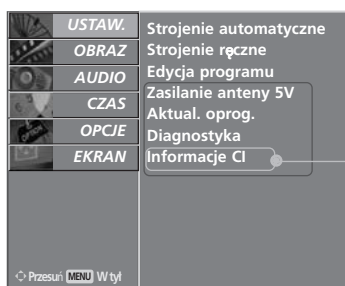 USTAW.
OBRAZ
AUDIO
CZAS
OPCJE
EKRAN
Strojenie automatyczne
Strojenie ręczne
Edycja programu
Zasilanie anteny 5V
Aktual. oprog.
Diagnostyka
Informacje CI
Przesuń MENU W tył